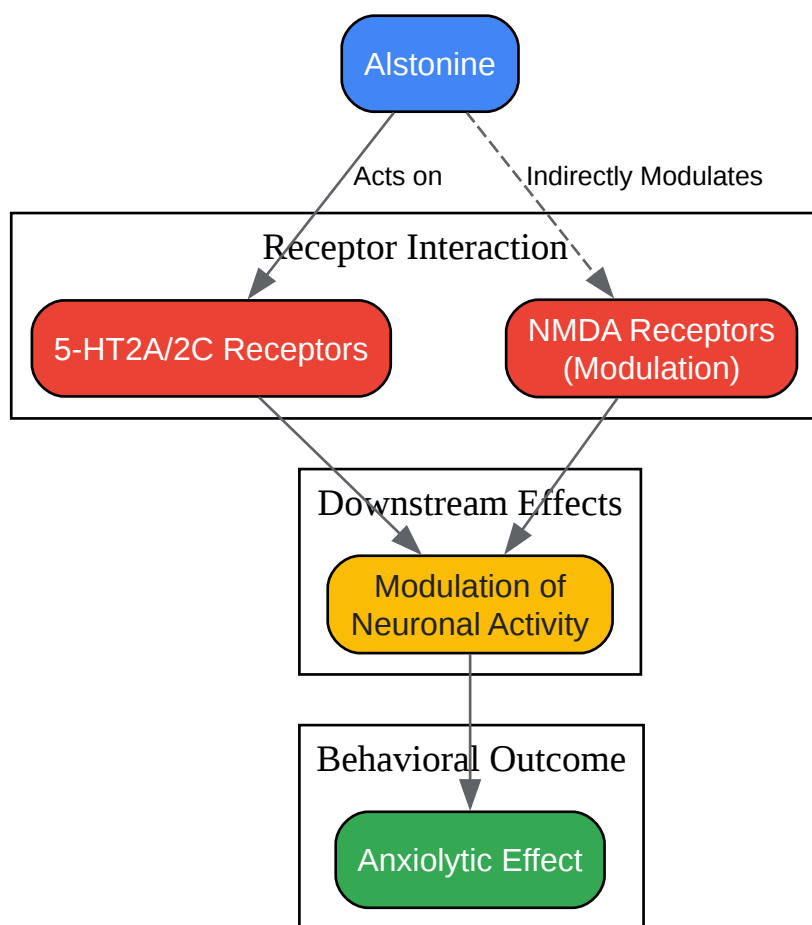 Alstonine
Acts on
Indirectly Modulates
Receptor Interaction
5-HT2A/2C Receptors
NMDA Receptors
(Modulation)
Downstream Effects
Modulation of
Neuronal Activity
Behavioral Outcome
Anxiolytic Effect